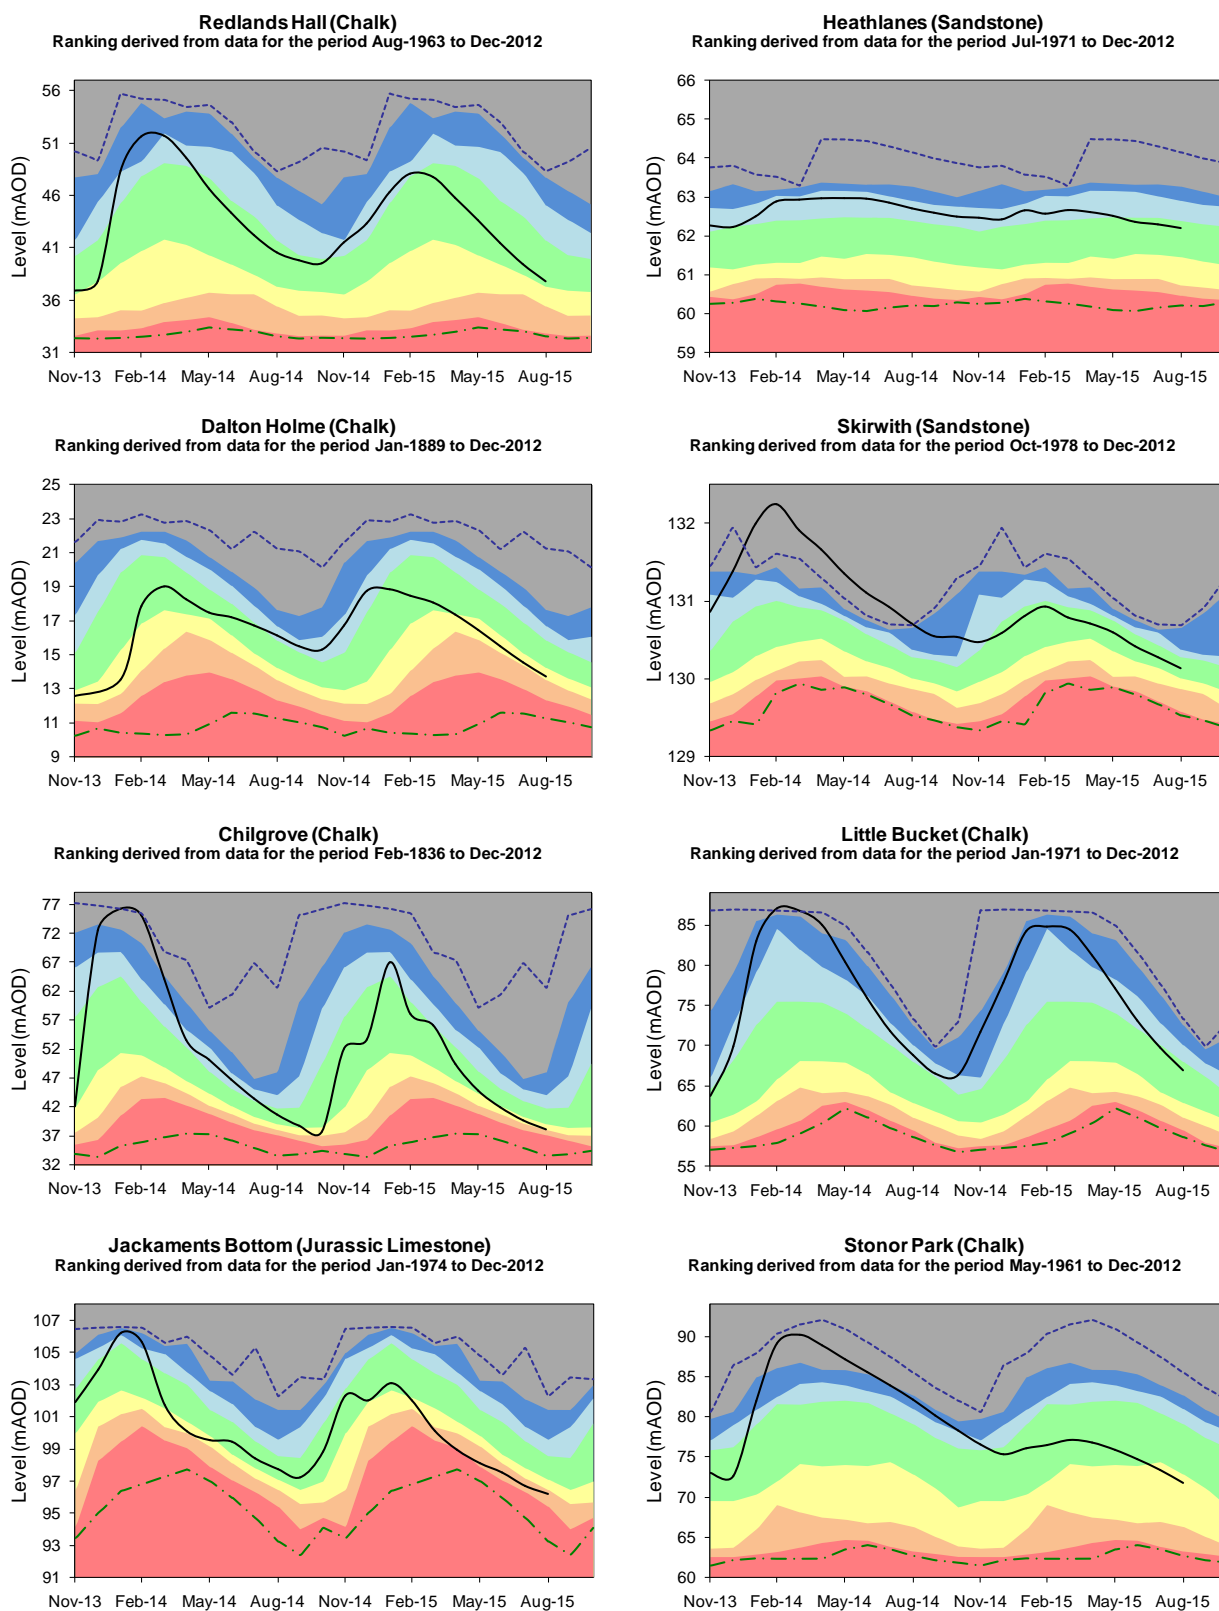 Redlands Hall (Chalk)
Ranking derived from data for the period Aug-1963 to Dec-2012
Level (mAOD)
56
51
46
41
36
31
Nov-13 Feb-14 May-14 Aug-14 Nov-14 Feb-15 May-15 Aug-15
Heathlanes (Sandstone)
Ranking derived from data for the period Jul-1971 to Dec-2012
Level (mAOD)
66
65
64
63
62
61
60
59
Nov-13 Feb-14 May-14 Aug-14 Nov-14 Feb-15 May-15 Aug-15
Dalton Holme (Chalk)
Ranking derived from data for the period Jan-1889 to Dec-2012
Level (mAOD)
25
23
21
19
17
15
13
11
9
Nov-13 Feb-14 May-14 Aug-14 Nov-14 Feb-15 May-15 Aug-15
Skirwith (Sandstone)
Ranking derived from data for the period Oct-1978 to Dec-2012
Level (mAOD)
132
131
130
129
Nov-13 Feb-14 May-14 Aug-14 Nov-14 Feb-15 May-15 Aug-15
Chilgrove (Chalk)
Ranking derived from data for the period Feb-1836 to Dec-2012
Level (mAOD)
77
72
67
62
57
52
47
42
37
32
Nov-13 Feb-14 May-14 Aug-14 Nov-14 Feb-15 May-15 Aug-15
Little Bucket (Chalk)
Ranking derived from data for the period Jan-1971 to Dec-2012
Level (mAOD)
85
80
75
70
65
60
55
Nov-13 Feb-14 May-14 Aug-14 Nov-14 Feb-15 May-15 Aug-15
Jackaments Bottom (Jurassic Limestone)
Ranking derived from data for the period Jan-1974 to Dec-2012
Level (mAOD)
107
105
103
101
99
97
95
93
91
Nov-13 Feb-14 May-14 Aug-14 Nov-14 Feb-15 May-15 Aug-15
Stonor Park (Chalk)
Ranking derived from data for the period May-1961 to Dec-2012
Level (mAOD)
90
85
80
75
70
65
60
Nov-13 Feb-14 May-14 Aug-14 Nov-14 Feb-15 May-15 Aug-15